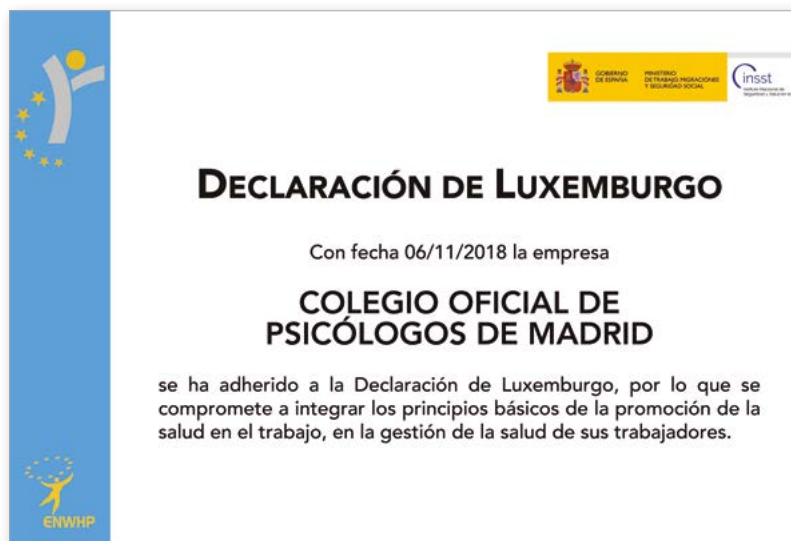 GOBIERNO
DE ESPAÑA
MINISTERIO
DE TRABAJO, MIGRACIONES
Y SEGURIDAD SOCIAL
insst
Instituto Nacional de
DECLARACIÓN DE LUXEMBURGO
Con fecha 06/11/2018 la empresa
COLEGIO OFICIAL DE
PSICÓLOGOS DE MADRID
se ha adherido a la Declaración de Luxemburgo, por lo que se
compromete a integrar los principios básicos de la promoción de la
salud en el trabajo, en la gestión de la salud de sus trabajadores.
ENWHP